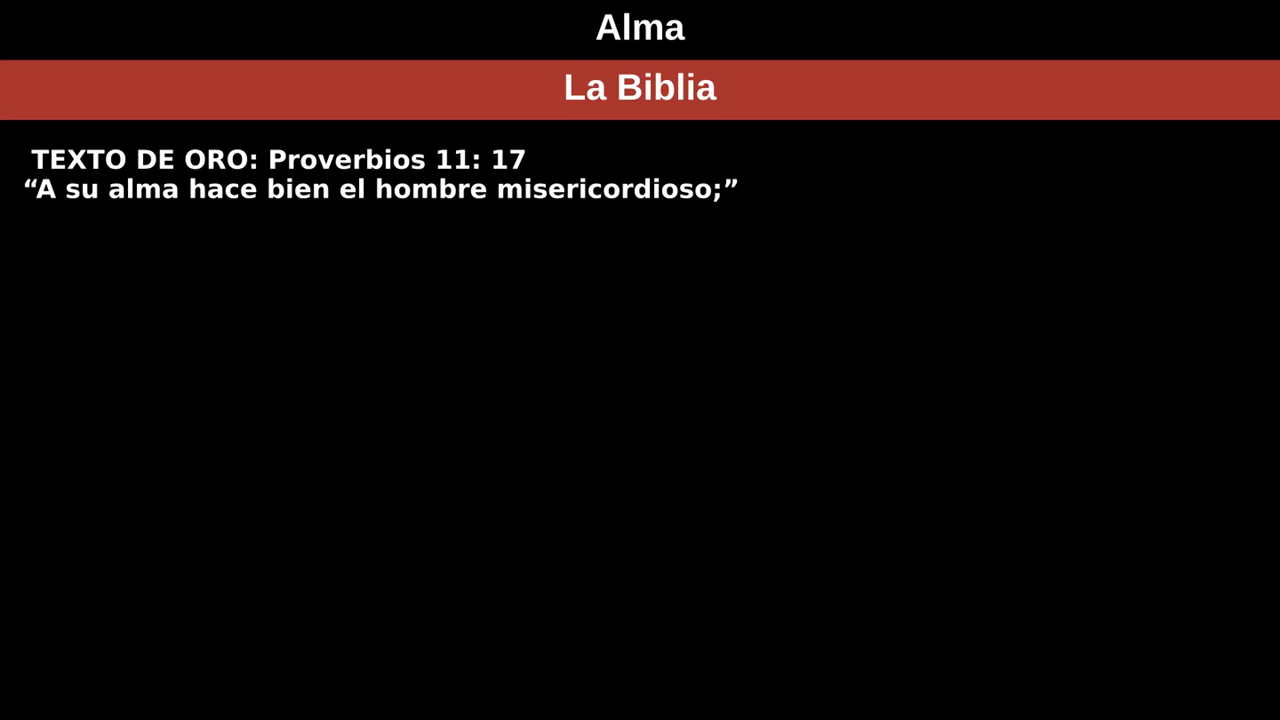 Alma
La Biblia
TEXTO DE ORO: Proverbios 11: 17
“A su alma hace bien el hombre misericordioso;”